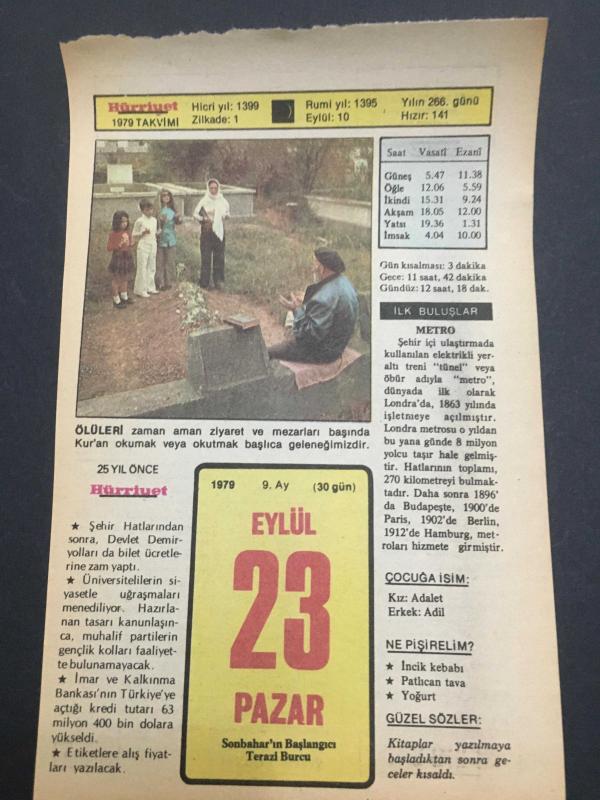 Hürriyet
1979 TAKVİMİ
Hicri yıl: 1399
Zilkade: 1
Rumi yıl: 1395
Eylül: 10
Yılın 266. günü
Hızır: 141
Saat Vasatî Ezanî
Güneş 5.47 11.38
Öğle 12.06 5.59
İkindi 15.31 9.24
Akşam 18.05 12.00
Yatsı 19.36 1.31
İmsak 4.04 10.00
Gün kısalması: 3 dakika
Gece: 11 saat, 42 dakika
Gündüz: 12 saat, 18 dak.
İLK BULUŞLAR
METRO
Şehir içi ulaştırmada
kullanılan elektrikli yer-
altı treni "tünel" veya
öbür adıyla "metro",
dünyada ilk olarak
Londra'da, 1863 yılında
işletmeye açılmıştır.
Londra metrosu o yıldan
bu yana günde 8 milyon
yolcu taşır hale gelmiş-
tir. Hatlarının toplamı,
270 kilometreyi bulmak-
tadır. Daha sonra 1896'
da Budapeşte, 1900'de
Paris, 1902'de Berlin,
1912'de Hamburg, met-
roları hizmete girmiştir.
ÖLÜLERİ zaman aman ziyaret ve mezarları başında
Kur'an okumak veya okutmak başlıca geleneğimizdir.
25 YIL ÖNCE
Hürriyet
★ Şehir Hatlarından
sonra, Devlet Demir-
yolları da bilet ücretle-
rine zam yaptı.
★ Üniversitelilerin si-
yasetle uğraşmaları
menediliyor. Hazırla-
nan tasarı kanunlaşın-
ca, muhalif partilerin
gençlik kolları faaliyet-
te bulunamayacak.
★ İmar ve Kalkınma
Bankası'nın Türkiye'ye
açtığı kredi tutarı 63
milyon 400 bin dolara
yükseldi.
★ Etiketlere alış fiyat-
ları yazılacak.
1979 9. Ay (30 gün)
EYLÜL
23
PAZAR
Sonbahar'ın Başlangıcı
Terazi Burcu
ÇOCUĞA İSİM:
Kız: Adalet
Erkek: Adil
NE PİŞİRELİM?
★ İncik kebabı
★ Patlıcan tava
★ Yoğurt
GÜZEL SÖZLER:
Kitaplar yazılmaya
başladıktan sonra ge-
celer kısaldı.